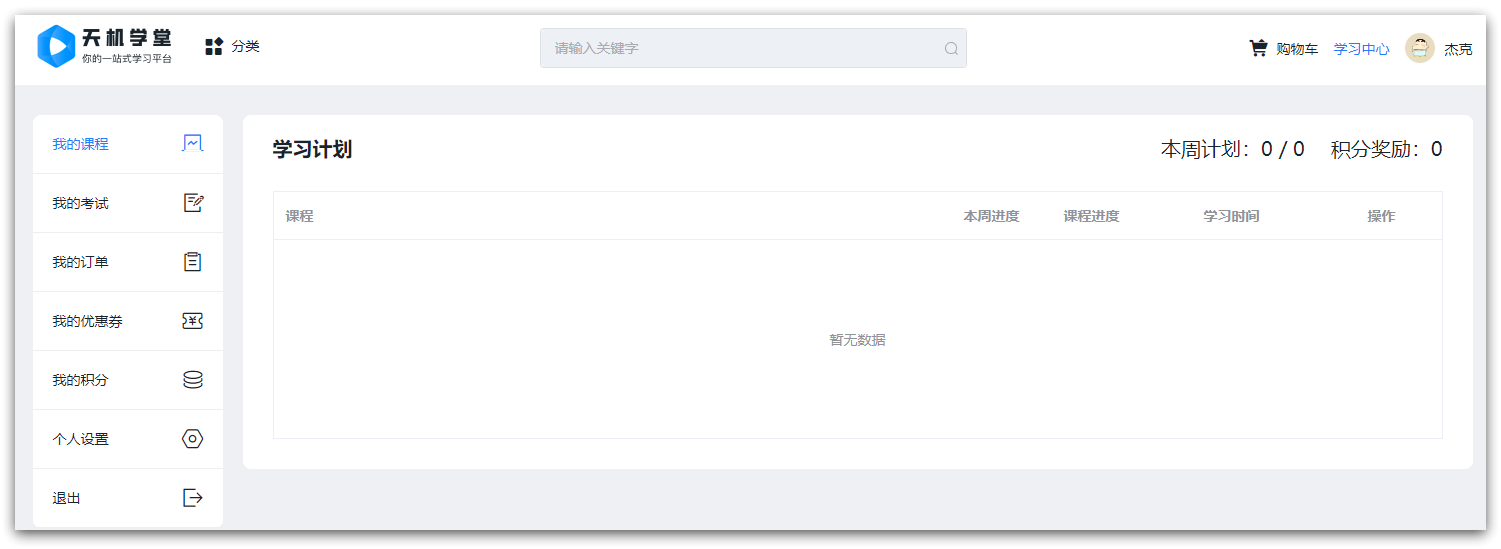 天机学堂
你的一站式学习平台
分类
请输入关键字
购物车 学习中心 杰克
我的课程
我的考试
我的订单
我的优惠券
我的积分
个人设置
退出
学习计划 本周计划：0 / 0 积分奖励：0
课程 本周进度 课程进度 学习时间 操作
暂无数据